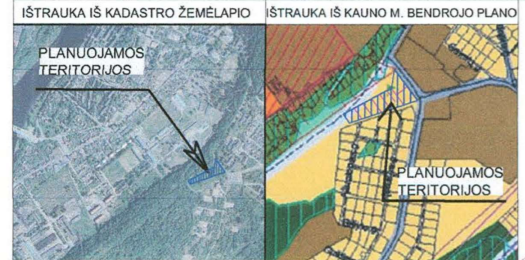 IŠTRAUKA IŠ KADASTRO ŽEMĖLAPIO
IŠTRAUKA IŠ KAUNO M. BENDROJO PLANO
PLANUOJAMOS
TERITORIJOS
PLANUOJAMOS
TERITORIJOS